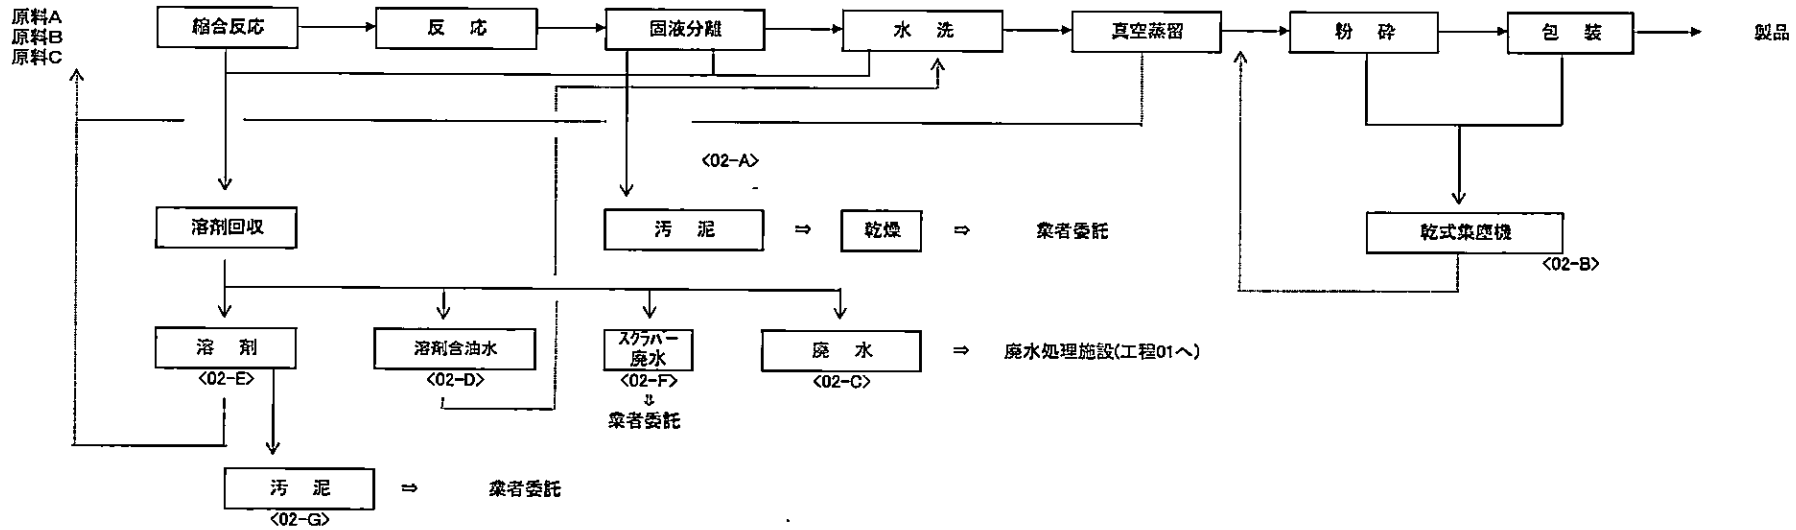 原料A
原料B
原料C
縮合反応
反 応
固液分離
水 洗
真空蒸留
粉 砕
包 装
製品
<02-A>
溶剤回収
汚 泥
⇒
乾燥
⇒
業者委託
乾式集塵機
<02-B>
溶 剤
<02-E>
溶剤含油水
<02-D>
スクラバー
廃水
<02-F>
⇓
業者委託
廃 水
<02-C>
⇒
廃水処理施設(工程01へ)
汚 泥
<02-G>
⇒
業者委託